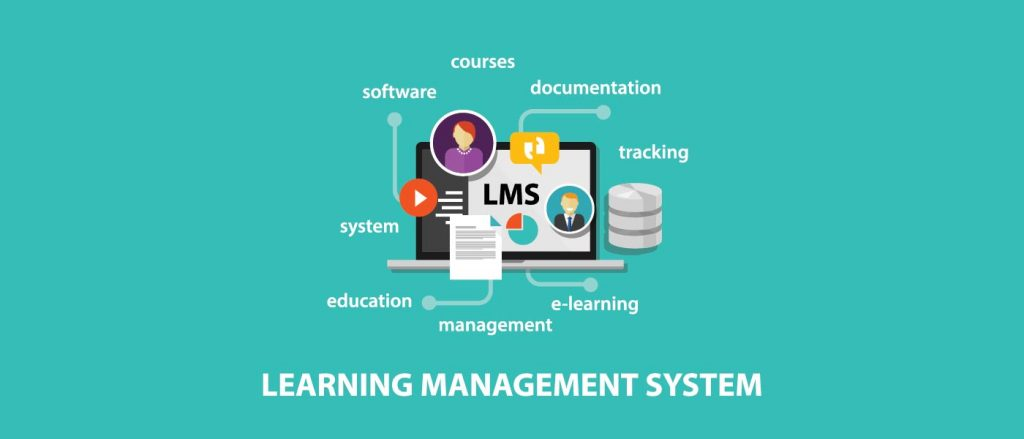 courses
software
documentation
tracking
LMS
system
education
e-learning
management
LEARNING MANAGEMENT SYSTEM